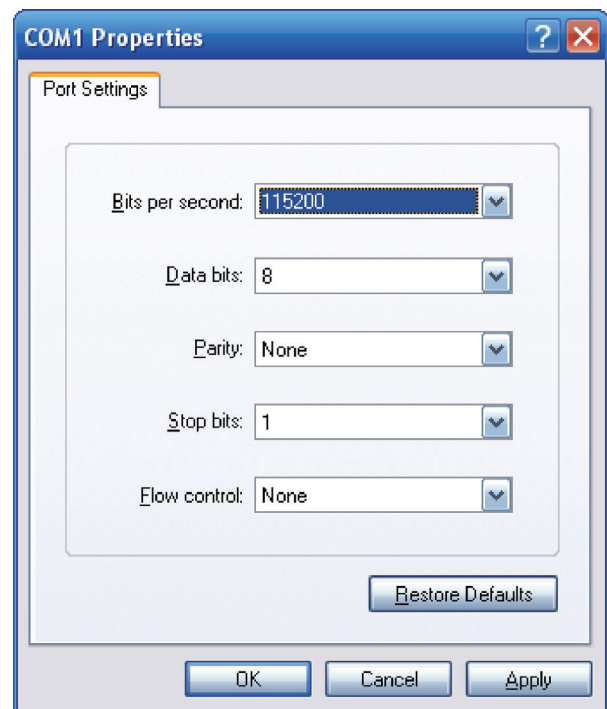 COM1 Properties
Port Settings
Bits per second: 115200
Data bits: 8
Parity: None
Stop bits: 1
Flow control: None
Restore Defaults
OK Cancel Apply